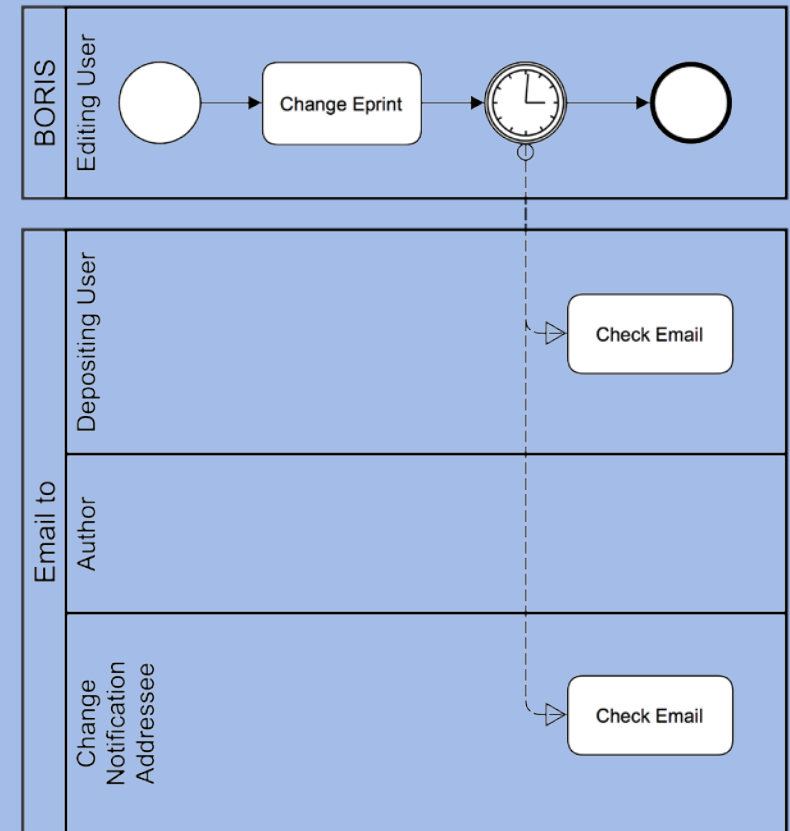 BORIS
Editing User
Change Eprint
Email to
Depositing User
Check Email
Author
Change
Notification
Addressee
Check Email